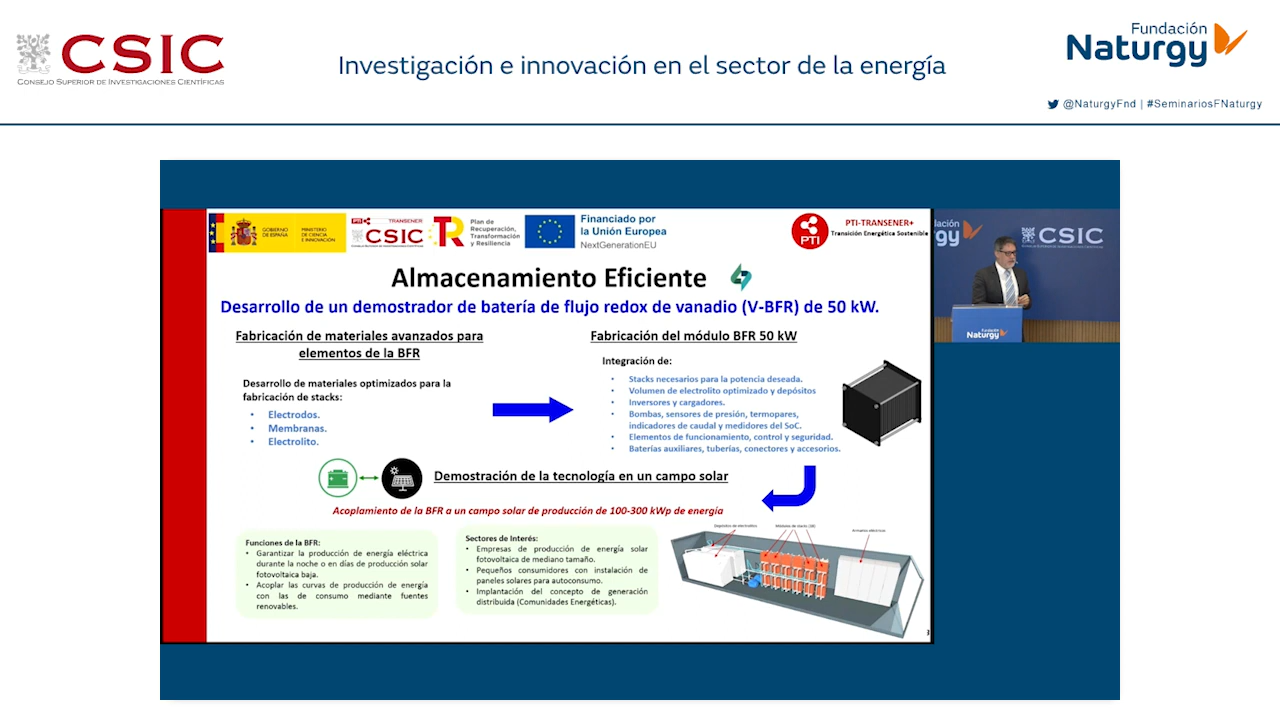 CSIC
CONSEJO SUPERIOR DE INVESTIGACIONES CIENTÍFICAS
Investigación e innovación en el sector de la energía
Fundación
Naturgy
@NaturgyFnd | #SeminariosFNaturgy
GOBIERNO
DE ESPAÑA
MINISTERIO
DE CIENCIA
E INNOVACIÓN
PTI
TRANSENER
CSIC
Plan de
Recuperación,
Transformación
y Resiliencia
Financiado por
la Unión Europea
NextGenerationEU
PTI
PTI-TRANSENER+
Transición Energética Sostenible
Almacenamiento Eficiente
Desarrollo de un demostrador de batería de flujo redox de vanadio (V-BFR) de 50 kW.
Fabricación de materiales avanzados para
elementos de la BFR
Desarrollo de materiales optimizados para la
fabricación de stacks:
• Electrodos.
• Membranas.
• Electrolito.
Fabricación del módulo BFR 50 kW
Integración de:
• Stacks necesarios para la potencia deseada.
• Volumen de electrolito optimizado y depósitos
• Inversores y cargadores.
• Bombas, sensores de presión, termopares,
indicadores de caudal y medidores del SoC.
• Elementos de funcionamiento, control y seguridad.
• Baterías auxiliares, tuberías, conectores y accesorios.
Demostración de la tecnología en un campo solar
Acoplamiento de la BFR a un campo solar de producción de 100-300 kWp de energía
Funciones de la BFR:
• Garantizar la producción de energía eléctrica
durante la noche o en días de producción solar
fotovoltaica baja.
• Acoplar las curvas de producción de energía
con las de consumo mediante fuentes
renovables.
Sectores de Interés:
• Empresas de producción de energía solar
fotovoltaica de mediano tamaño.
• Pequeños consumidores con instalación de
paneles solares para autoconsumo.
• Implantación del concepto de generación
distribuida (Comunidades Energéticas).
Depósitos de electrolitos
Armarios eléctricos
3
dación
gy
CSIC
Fundación
Naturgy